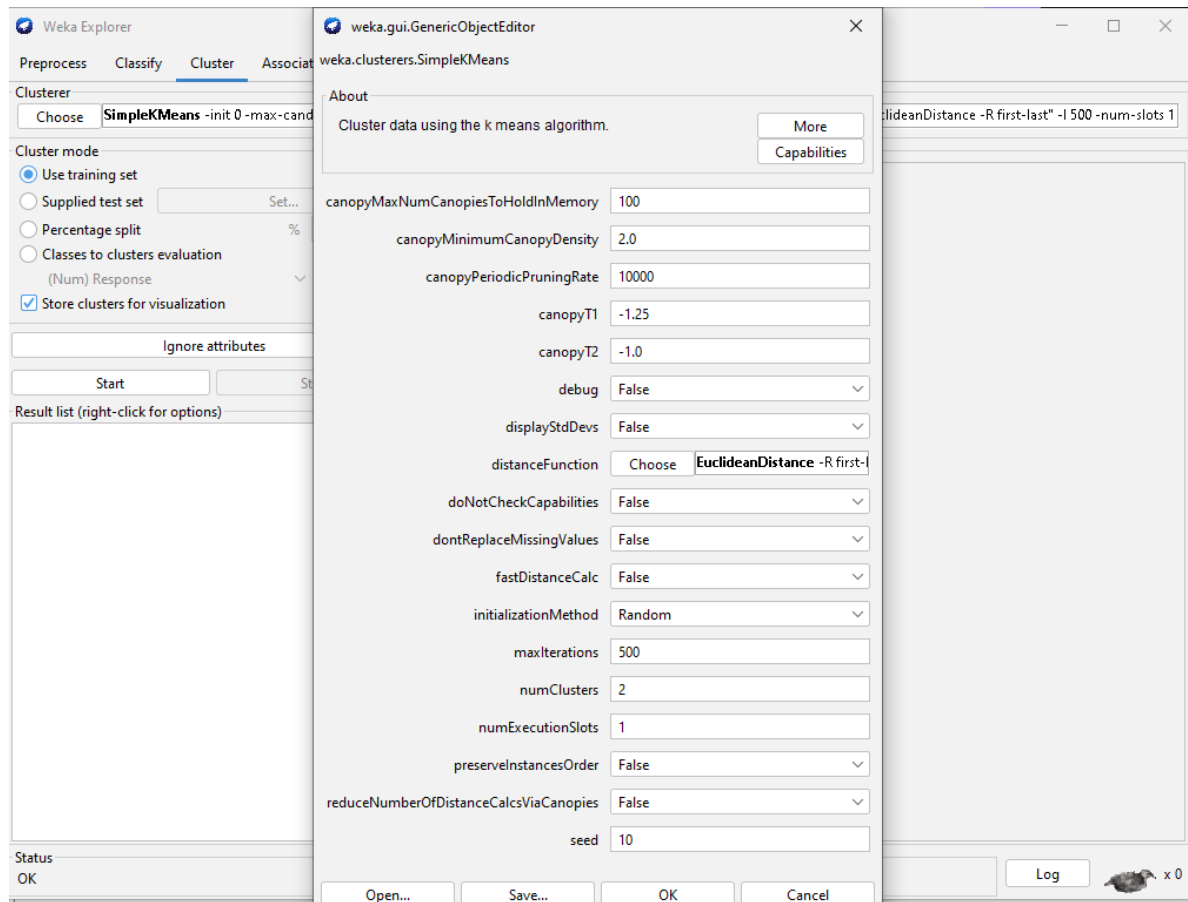 Weka Explorer
Preprocess Classify Cluster Associat
Clusterer
Choose SimpleKMeans -init 0 -max-cand
Cluster mode
Use training set
Supplied test set Set...
Percentage split %
Classes to clusters evaluation
(Num) Response
Store clusters for visualization
Ignore attributes
Start St
Result list (right-click for options)
Status
OK
weka.gui.GenericObjectEditor
weka.clusterers.SimpleKMeans
About
Cluster data using the k means algorithm.
More
Capabilities
canopyMaxNumCanopiesToHoldInMemory 100
canopyMinimumCanopyDensity 2.0
canopyPeriodicPruningRate 10000
canopyT1 -1.25
canopyT2 -1.0
debug False
displayStdDevs False
distanceFunction Choose EuclideanDistance -R first-l
doNotCheckCapabilities False
dontReplaceMissingValues False
fastDistanceCalc False
initializationMethod Random
maxIterations 500
numClusters 2
numExecutionSlots 1
preserveInstancesOrder False
reduceNumberOfDistanceCalcsViaCanopies False
seed 10
Open... Save... OK Cancel
lideanDistance -R first-last" -I 500 -num-slots 1
Log x 0